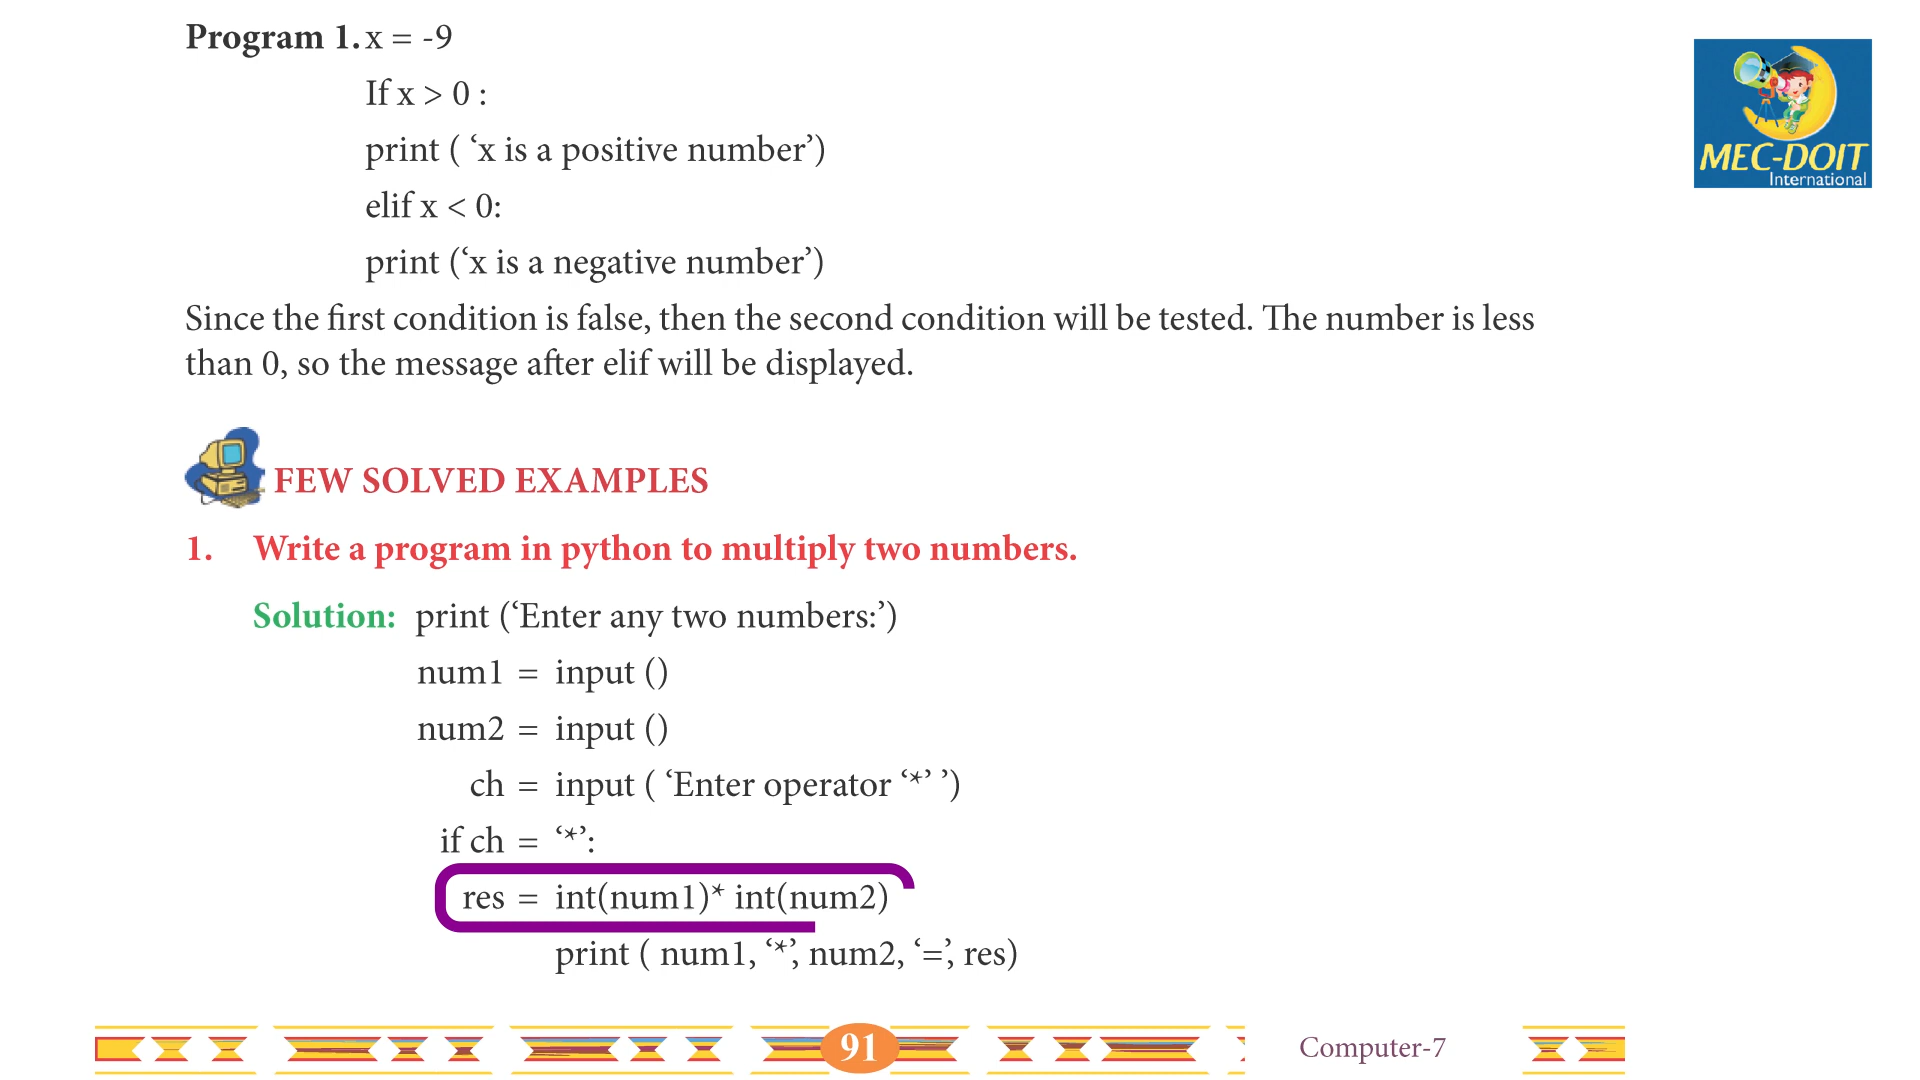 Program 1. x = -9
If x > 0 :
print ( ‘x is a positive number’)
elif x < 0:
print (‘x is a negative number’)
Since the first condition is false, then the second condition will be tested. The number is less
than 0, so the message after elif will be displayed.
MEC-DOIT
International
FEW SOLVED EXAMPLES
1. Write a program in python to multiply two numbers.
Solution: print (‘Enter any two numbers:’)
num1 = input ()
num2 = input ()
ch = input ( ‘Enter operator ‘*’ ’)
if ch = ‘*’:
res = int(num1)* int(num2)
print ( num1, ‘*’, num2, ‘=’, res)
91
Computer-7